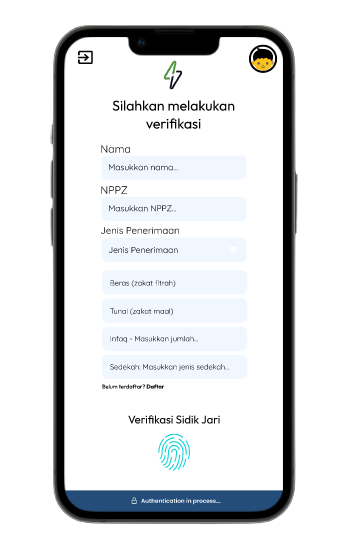 Silahkan melakukan
verifikasi
Nama
Masukkan nama...
NPPZ
Masukkan NPPZ...
Jenis Penerimaan
Jenis Penerimaan
Beras (zakat fitrah)
Tunai (zakat maal)
Infaq - Masukkan jumlah...
Sedekah: Masukkan jenis sedekah...
Belum terdaftar? Daftar
Verifikasi Sidik Jari
Authentication in process...